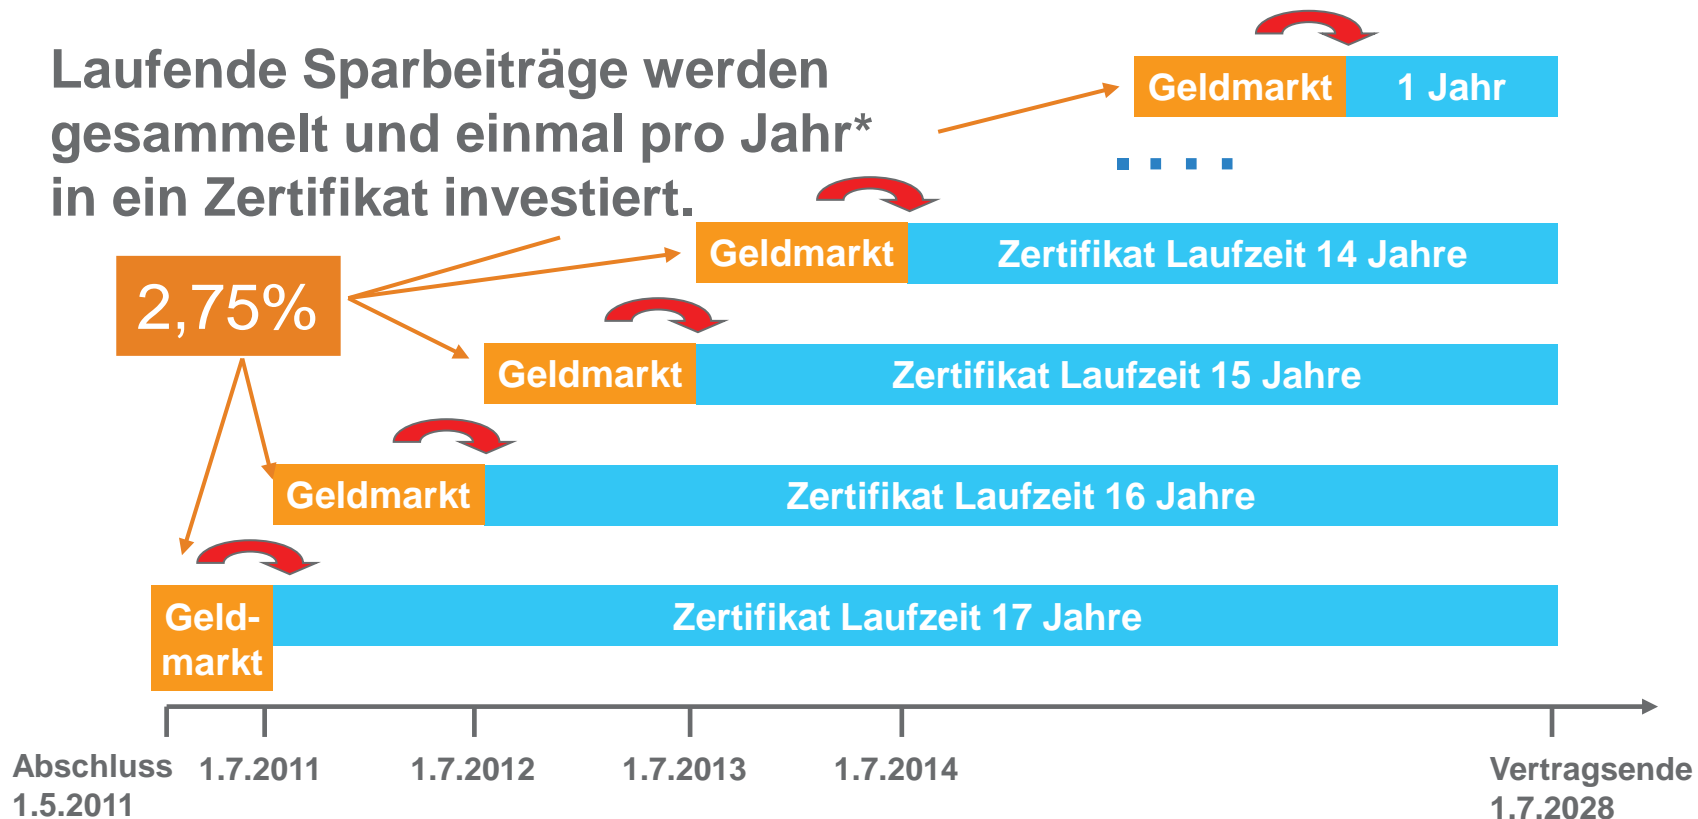 Laufende Sparbeiträge werden
gesammelt und einmal pro Jahr*
in ein Zertifikat investiert.
Geldmarkt 1 Jahr
Geldmarkt Zertifikat Laufzeit 14 Jahre
2,75%
Geldmarkt Zertifikat Laufzeit 15 Jahre
Geldmarkt Zertifikat Laufzeit 16 Jahre
Geld-
markt
Zertifikat Laufzeit 17 Jahre
Abschluss
1.5.2011
1.7.2011
1.7.2012
1.7.2013
1.7.2014
Vertragsende
1.7.2028